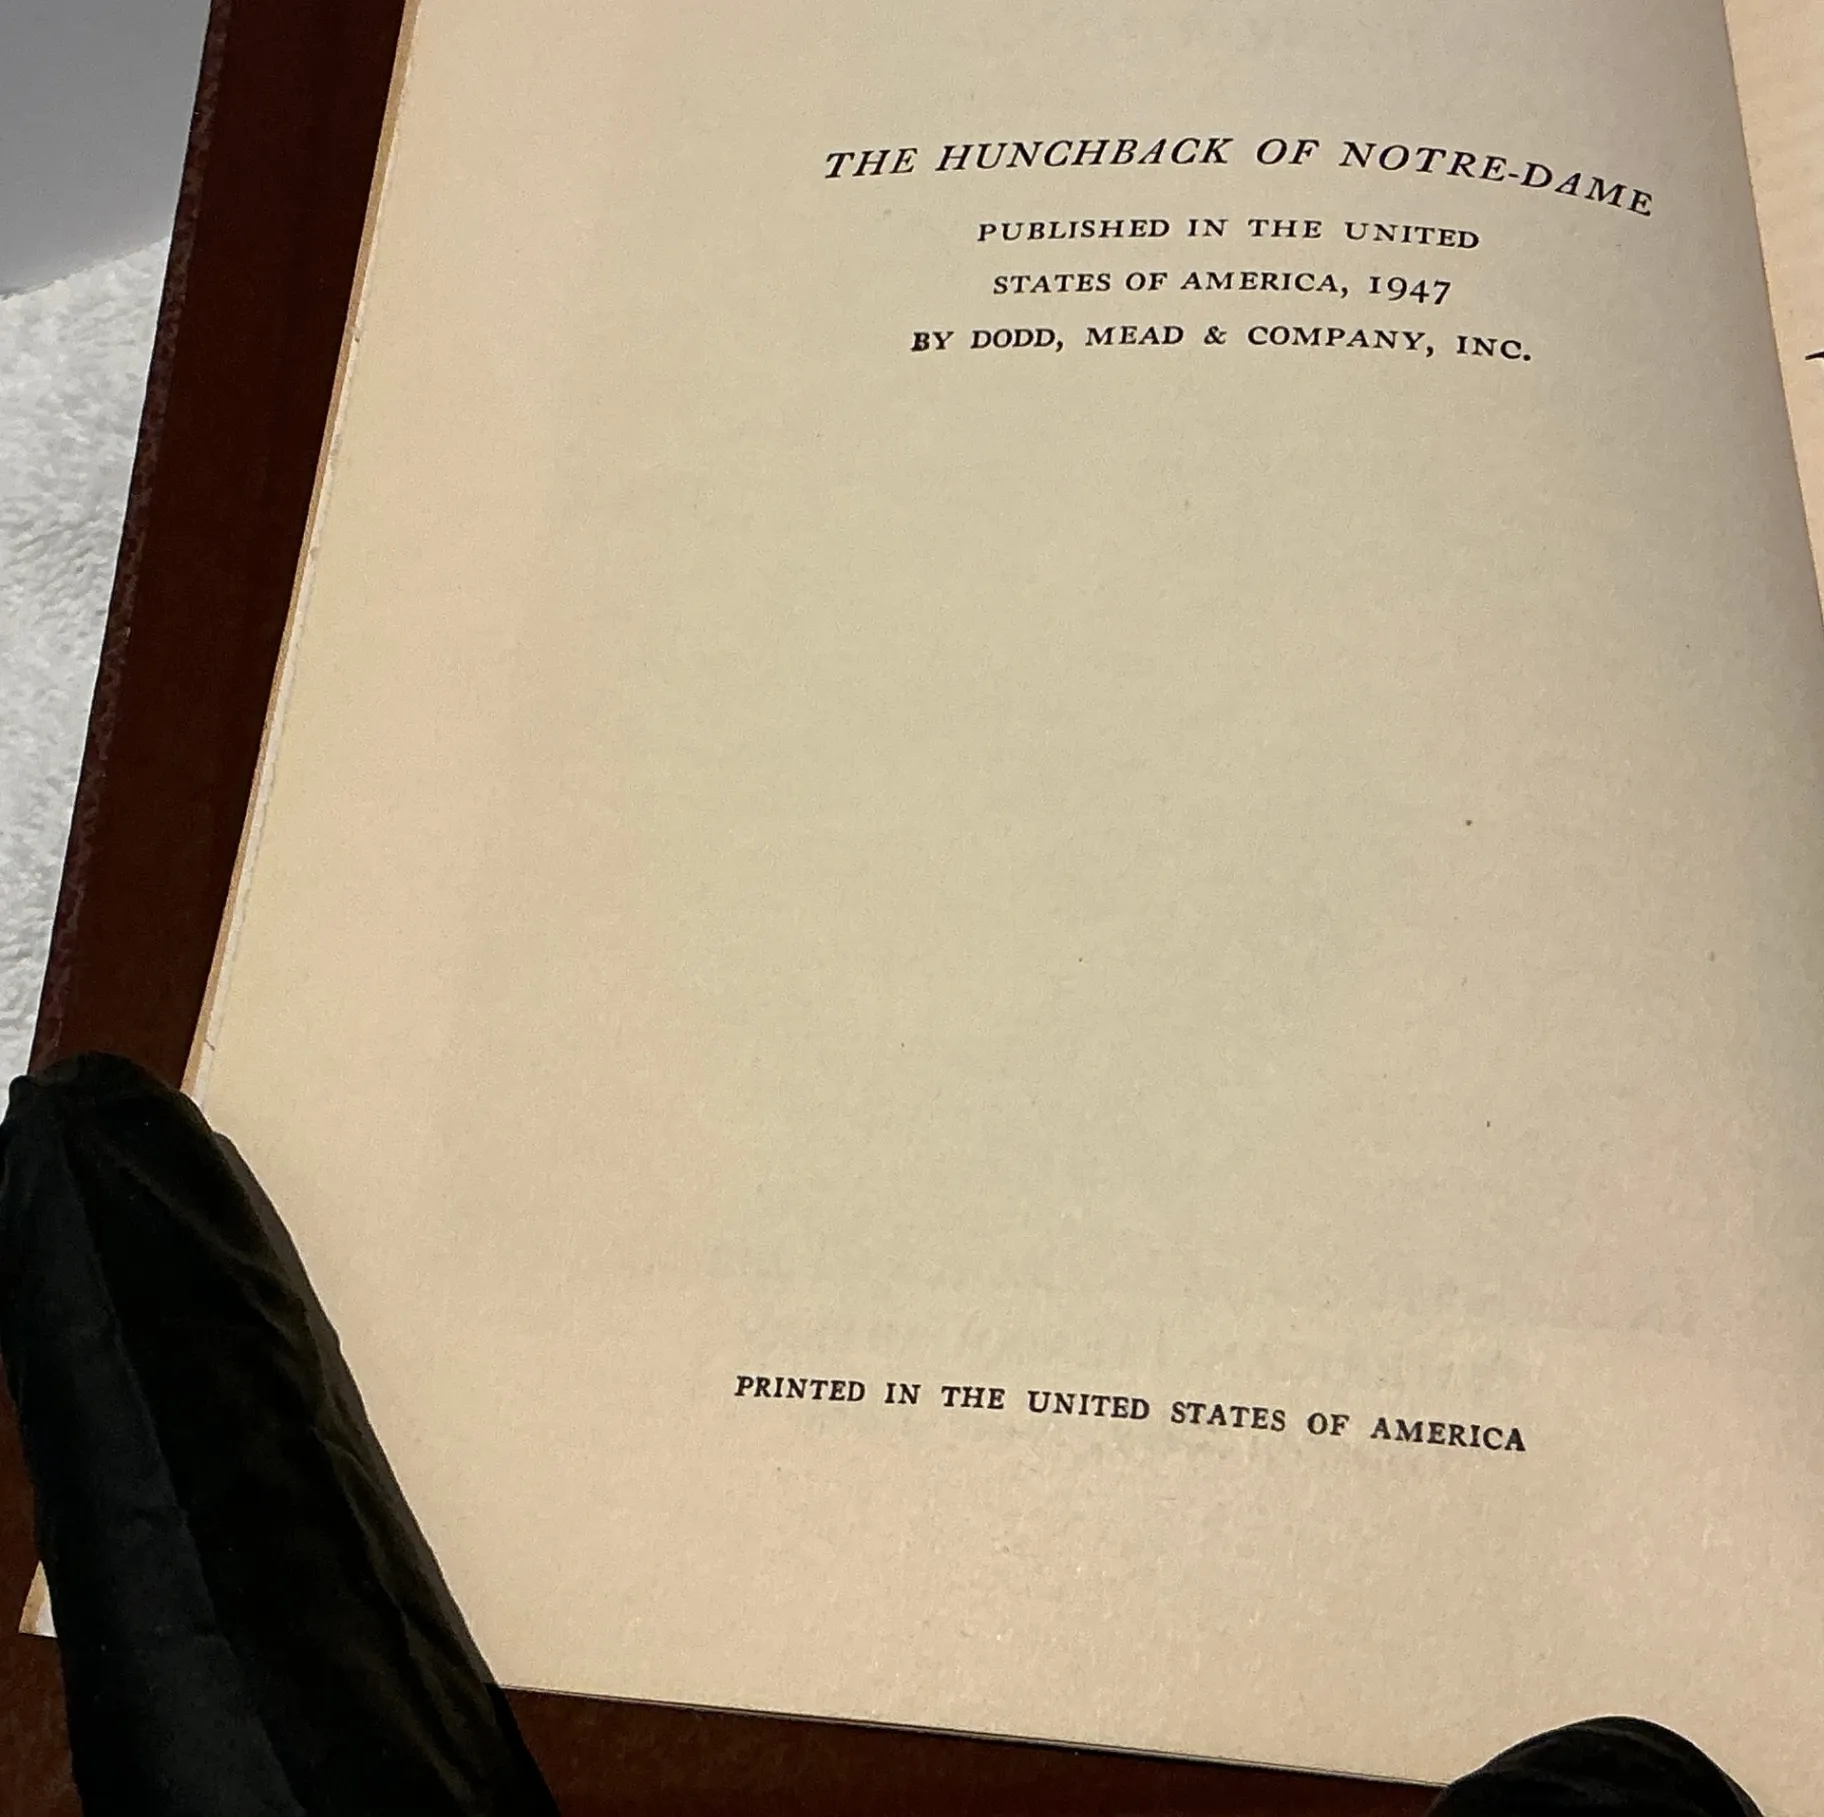 THE HUNCHBACK OF NOTRE-DAME
PUBLISHED IN THE UNITED
STATES OF AMERICA, 1947
BY DODD, MEAD & COMPANY, INC.
PRINTED IN THE UNITED STATES OF AMERICA